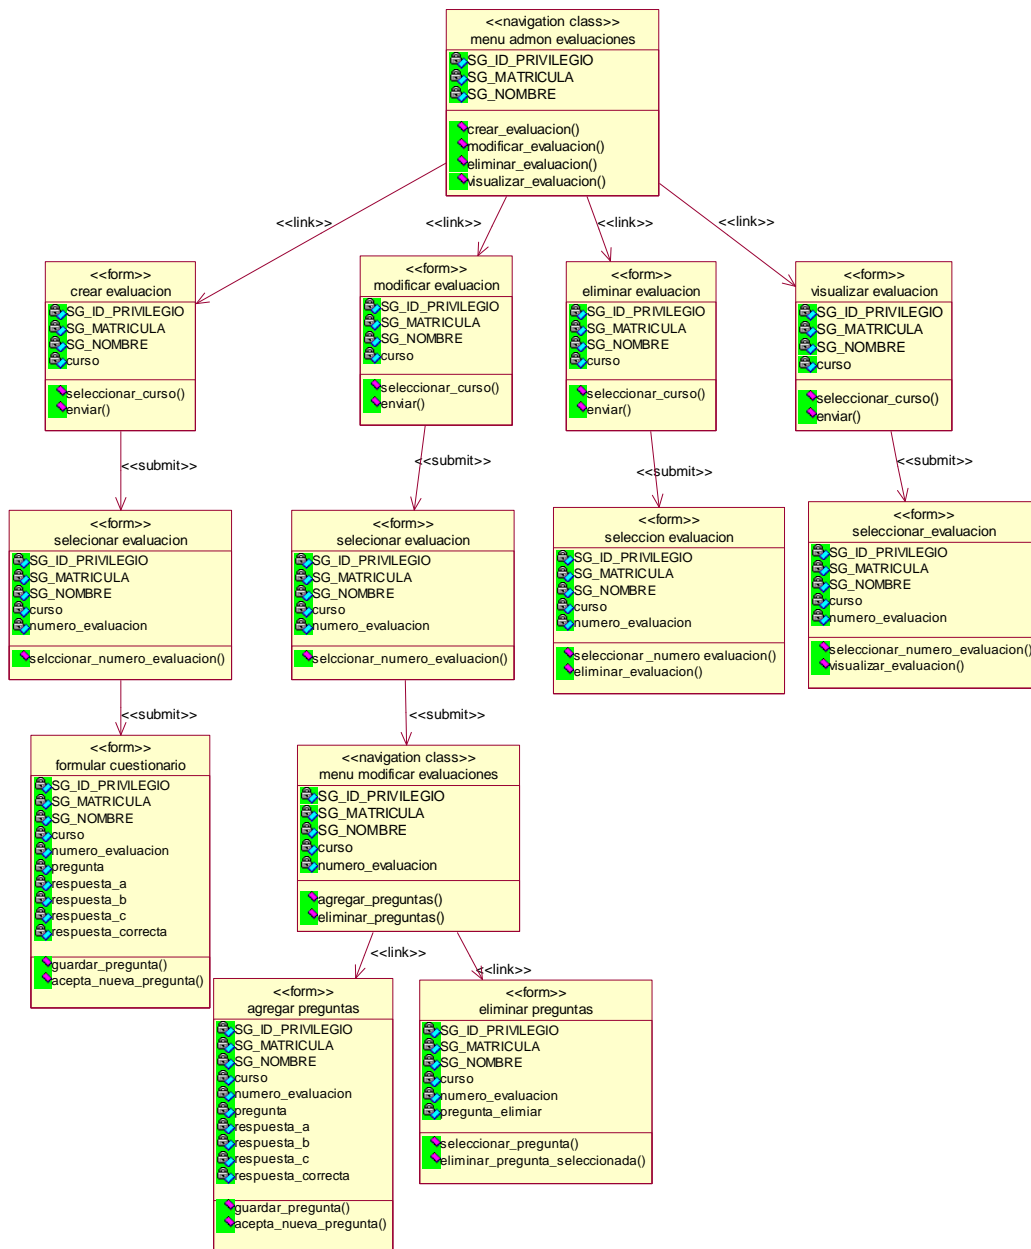 <<navigation class>>
menu admon evaluaciones
SG_ID_PRIVILEGIO
SG_MATRICULA
SG_NOMBRE
crear_evaluacion()
modificar_evaluacion()
eliminar_evaluacion()
visualizar_evaluacion()
<<link>>
<<link>>
<<link>>
<<link>>
<<form>>
crear evaluacion
SG_ID_PRIVILEGIO
SG_MATRICULA
SG_NOMBRE
curso
seleccionar_curso()
enviar()
<<form>>
modificar evaluacion
SG_ID_PRIVILEGIO
SG_MATRICULA
SG_NOMBRE
curso
seleccionar_curso()
enviar()
<<form>>
eliminar evaluacion
SG_ID_PRIVILEGIO
SG_MATRICULA
SG_NOMBRE
curso
seleccionar_curso()
enviar()
<<form>>
visualizar evaluacion
SG_ID_PRIVILEGIO
SG_MATRICULA
SG_NOMBRE
curso
seleccionar_curso()
enviar()
<<submit>>
<<submit>>
<<submit>>
<<submit>>
<<form>>
selecionar evaluacion
SG_ID_PRIVILEGIO
SG_MATRICULA
SG_NOMBRE
curso
numero_evaluacion
selccionar_numero_evaluacion()
<<form>>
selecionar evaluacion
SG_ID_PRIVILEGIO
SG_MATRICULA
SG_NOMBRE
curso
numero_evaluacion
selccionar_numero_evaluacion()
<<form>>
seleccion evaluacion
SG_ID_PRIVILEGIO
SG_MATRICULA
SG_NOMBRE
curso
numero_evaluacion
seleccionar _numero evaluacion()
eliminar_evaluacion()
<<form>>
seleccionar_evaluacion
SG_ID_PRIVILEGIO
SG_MATRICULA
SG_NOMBRE
curso
numero_evaluacion
seleccionar_numero_evaluacion()
visualizar_evaluacion()
<<submit>>
<<submit>>
<<form>>
formular cuestionario
SG_ID_PRIVILEGIO
SG_MATRICULA
SG_NOMBRE
curso
numero_evaluacion
pregunta
respuesta_a
respuesta_b
respuesta_c
respuesta_correcta
guardar_pregunta()
acepta_nueva_pregunta()
<<navigation class>>
menu modificar evaluaciones
SG_ID_PRIVILEGIO
SG_MATRICULA
SG_NOMBRE
curso
numero_evaluacion
agregar_preguntas()
eliminar_preguntas()
<<link>>
<<link>>
<<form>>
agregar preguntas
SG_ID_PRIVILEGIO
SG_MATRICULA
SG_NOMBRE
curso
numero_evaluacion
pregunta
respuesta_a
respuesta_b
respuesta_c
respuesta_correcta
guardar_pregunta()
acepta_nueva_pregunta()
<<form>>
eliminar preguntas
SG_ID_PRIVILEGIO
SG_MATRICULA
SG_NOMBRE
curso
numero_evaluacion
pregunta_elimiar
seleccionar_pregunta()
eliminar_pregunta_seleccionada()